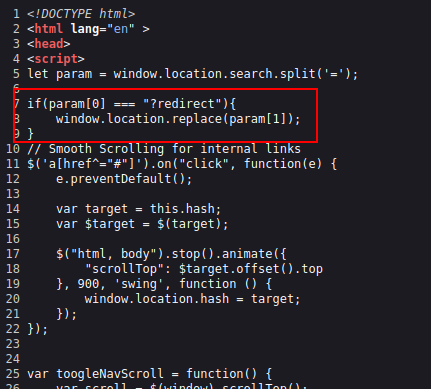 1 <!DOCTYPE html>
2 <html lang="en" >
3 <head>
4 <script>
5 let param = window.location.search.split('=');
6
7 if(param[0] === "?redirect"){
8     window.location.replace(param[1]);
9 }
10 // Smooth Scrolling for internal links
11 $('a[href^="#"]').on("click", function(e) {
12     e.preventDefault();
13
14     var target = this.hash;
15     var $target = $(target);
16
17     $("html, body").stop().animate({
18         "scrollTop": $target.offset().top
19     }, 900, 'swing', function () {
20         window.location.hash = target;
21     });
22 });
23
24
25 var toogleNavScroll = function() {
26     var scroll = $(window).scrollTop();